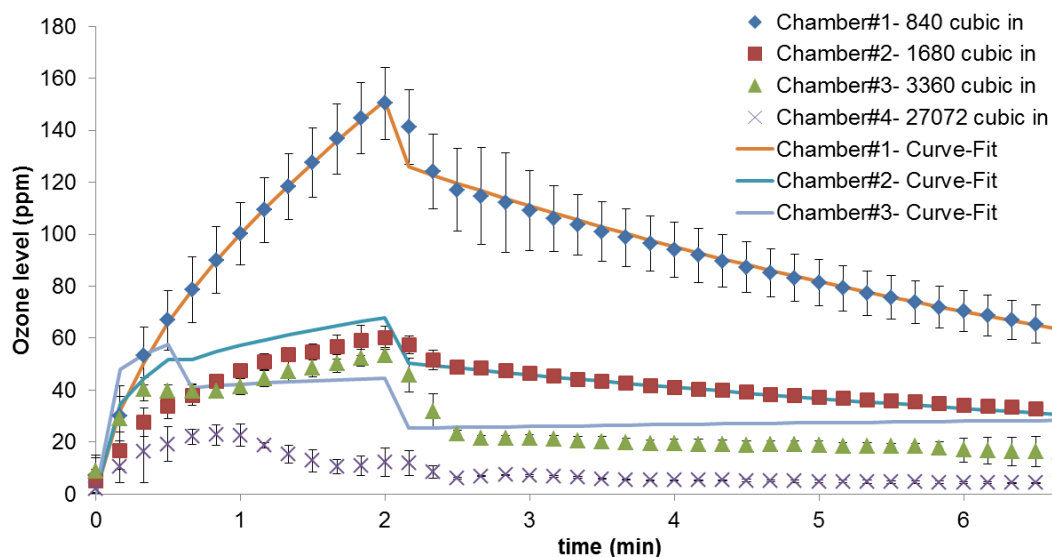 Ozone level (ppm)
180
160
140
120
100
80
60
40
20
0
Chamber#1- 840 cubic in
Chamber#2- 1680 cubic in
Chamber#3- 3360 cubic in
Chamber#4- 27072 cubic in
Chamber#1- Curve-Fit
Chamber#2- Curve-Fit
Chamber#3- Curve-Fit
0 1 2 3 4 5 6
time (min)